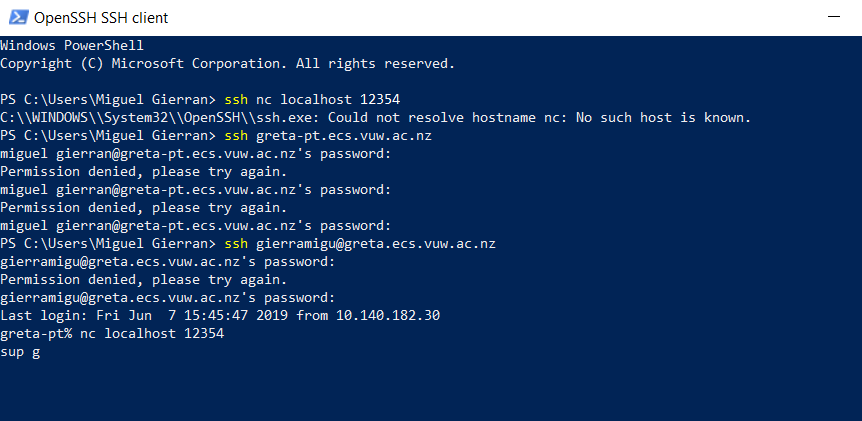 OpenSSH SSH client
Windows PowerShell
Copyright (C) Microsoft Corporation. All rights reserved.
PS C:\Users\Miguel Gierran> ssh nc localhost 12354
C:\\WINDOWS\\System32\\OpenSSH\\ssh.exe: Could not resolve hostname nc: No such host is known.
PS C:\Users\Miguel Gierran> ssh greta-pt.ecs.vuw.ac.nz
miguel gierran@greta-pt.ecs.vuw.ac.nz's password:
Permission denied, please try again.
miguel gierran@greta-pt.ecs.vuw.ac.nz's password:
Permission denied, please try again.
miguel gierran@greta-pt.ecs.vuw.ac.nz's password:
PS C:\Users\Miguel Gierran> ssh gierramigu@greta.ecs.vuw.ac.nz
gierramigu@greta.ecs.vuw.ac.nz's password:
Permission denied, please try again.
gierramigu@greta.ecs.vuw.ac.nz's password:
Last login: Fri Jun  7 15:45:47 2019 from 10.140.182.30
greta-pt% nc localhost 12354
sup g